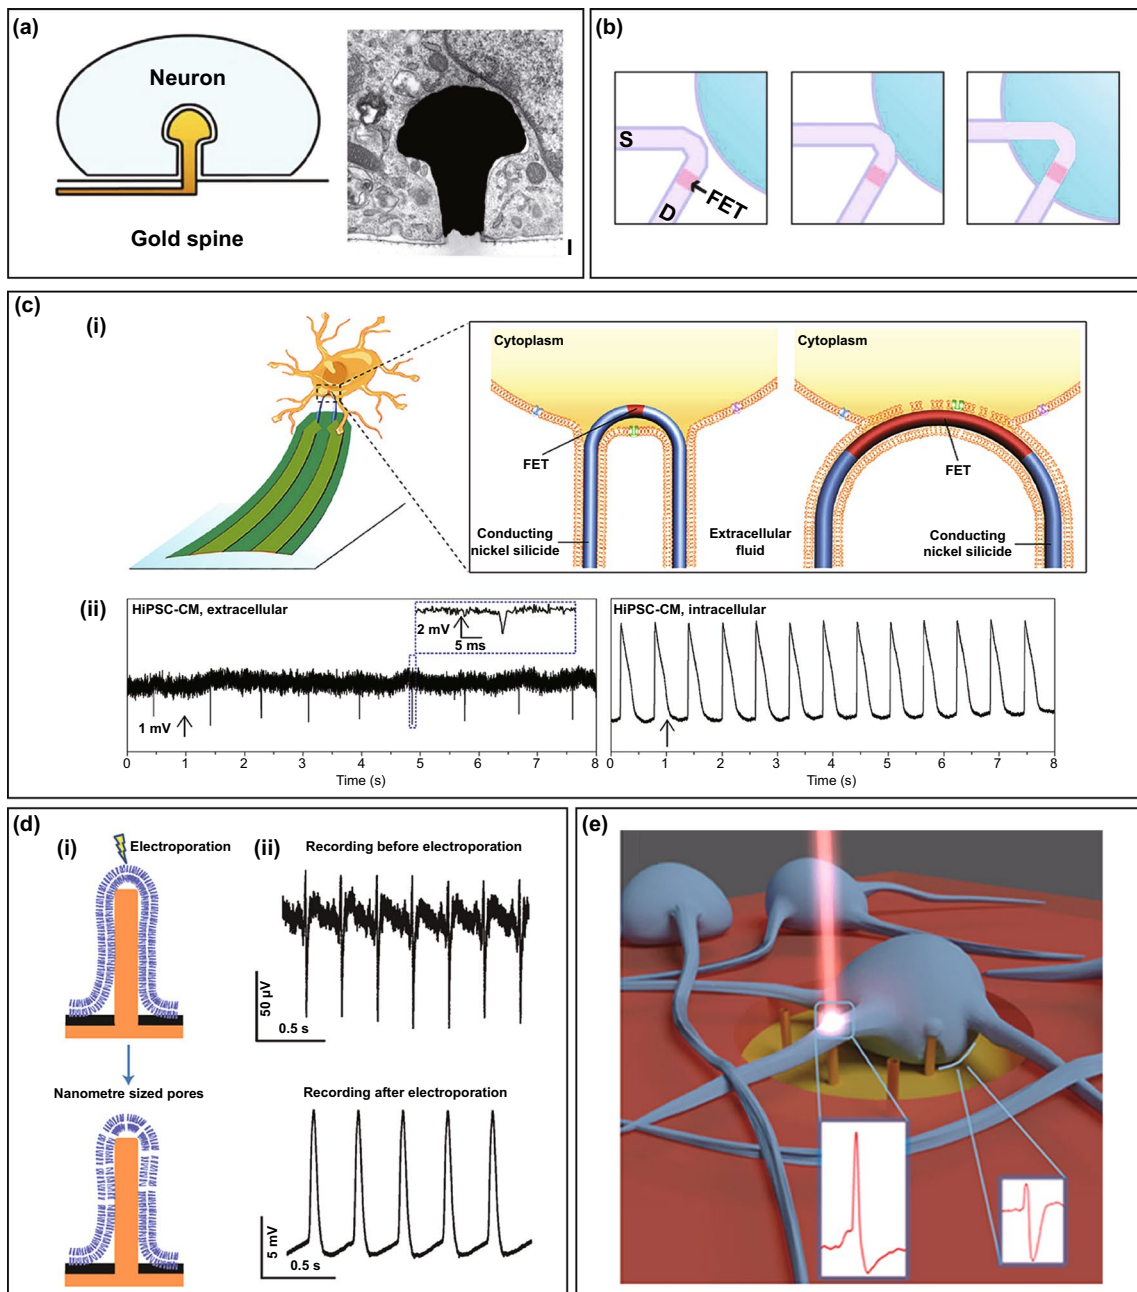 (a)
Neuron
Gold spine
(b)
S
D
FET
(c)
(i)
Cytoplasm
FET
Conducting
nickel silicide
Extracellular
fluid
Cytoplasm
FET
Conducting
nickel silicide
(ii)
HiPSC-CM, extracellular
2 mV
5 ms
1 mV
0 1 2 3 4 5 6 7 8
Time (s)
HiPSC-CM, intracellular
0 1 2 3 4 5 6 7 8
Time (s)
(d)
(i)
Electroporation
Nanometre sized pores
(ii)
Recording before electroporation
50 µV
0.5 s
Recording after electroporation
5 mV
0.5 s
(e)